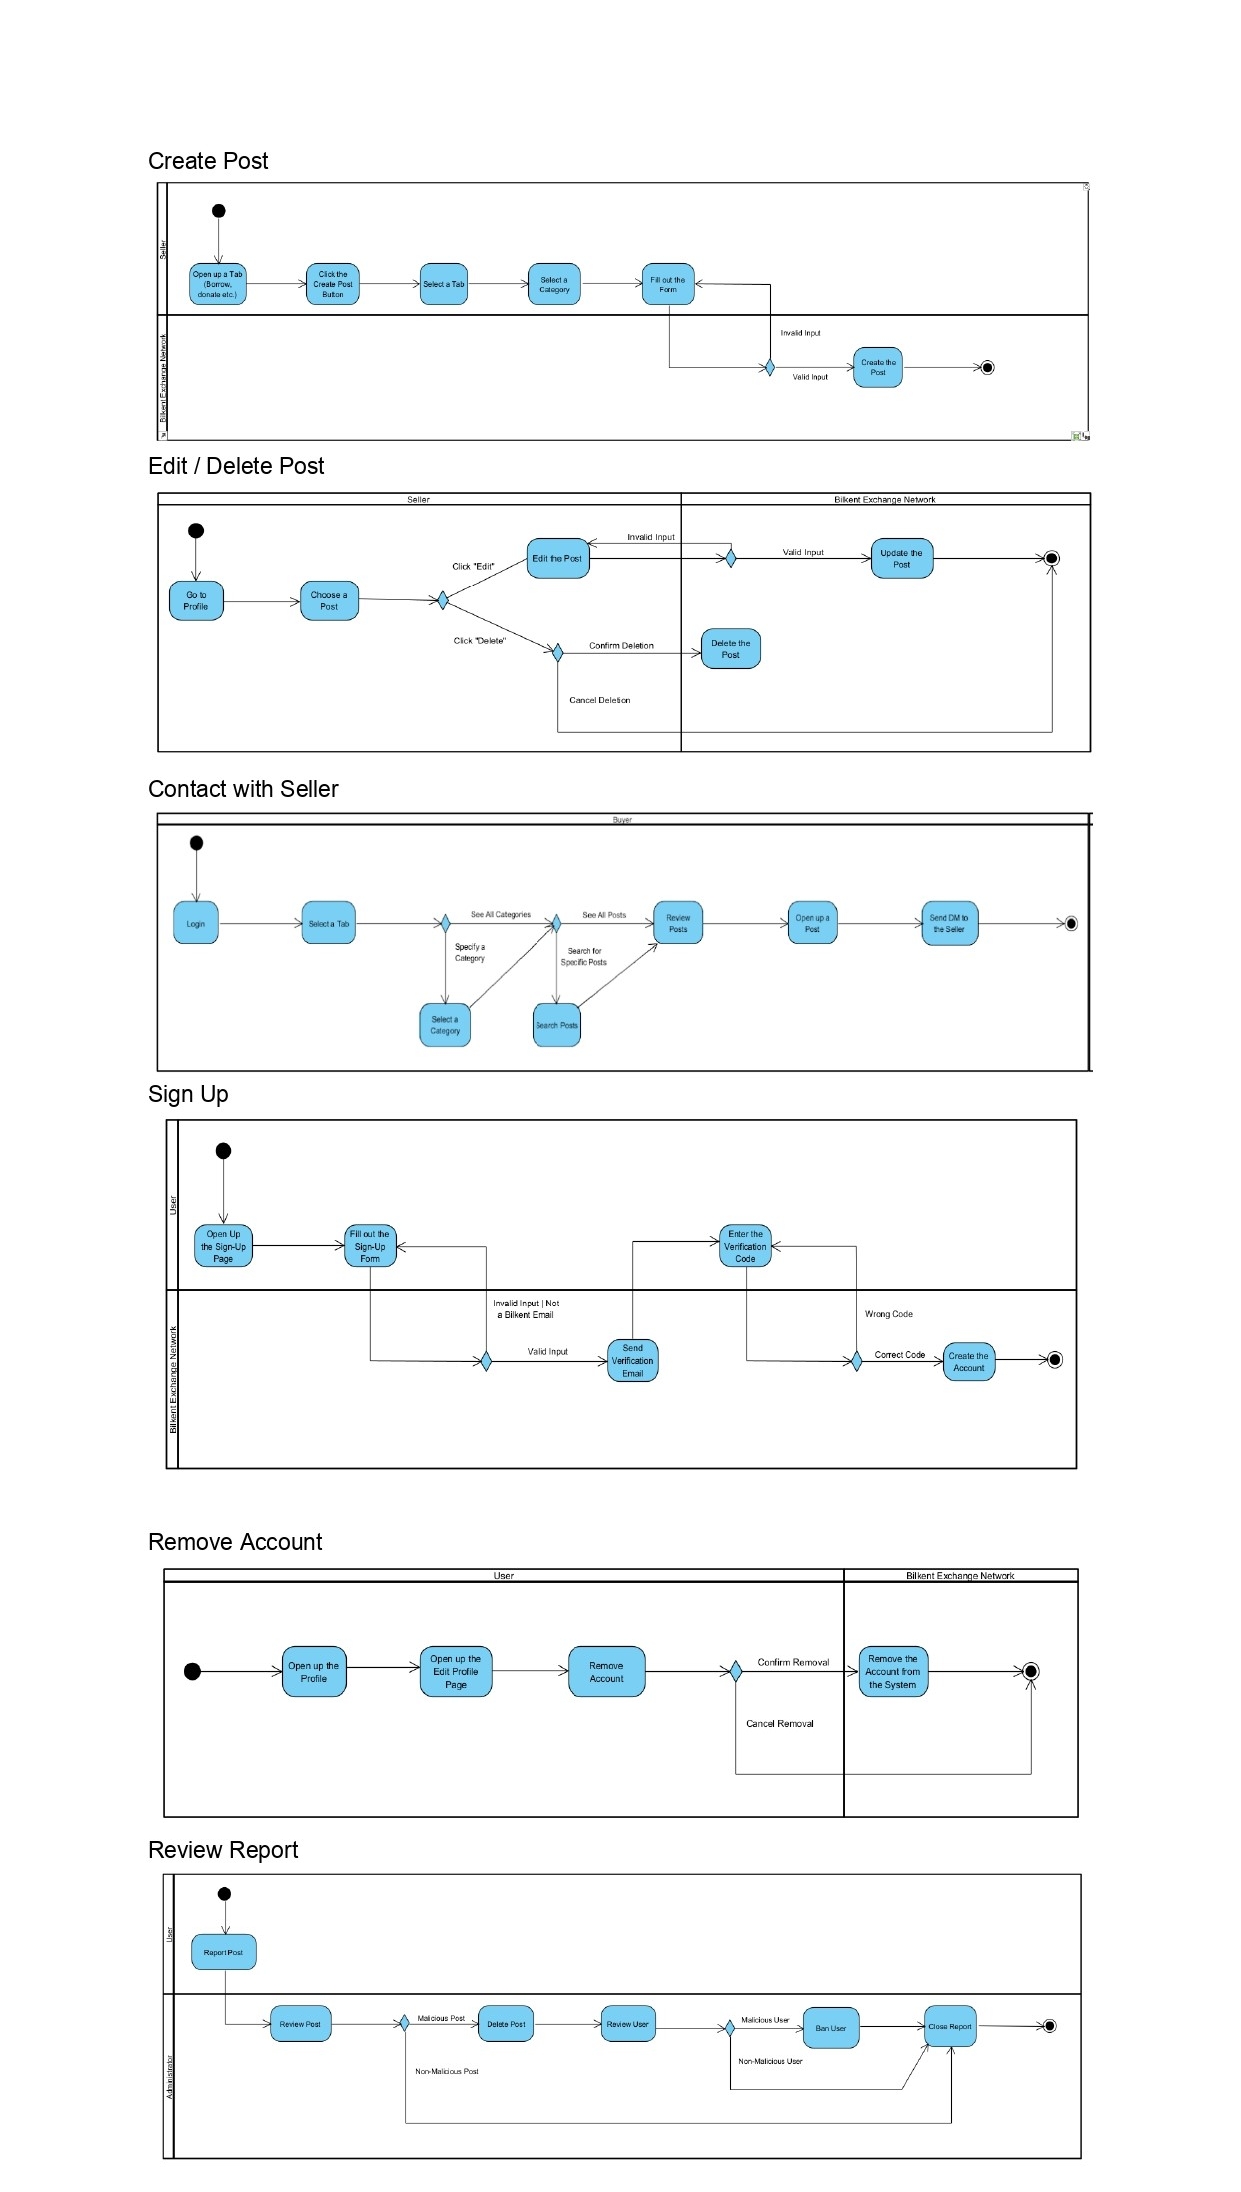 Create Post
Seller
Open up a Tab
(Borrow,
donate etc.)
Click the
Create Post
Button
Select a Tab
Select a
Category
Fill out the
Form
Bilkent Exchange Network
Invalid Input
Valid Input
Create the
Post
Edit / Delete Post
Seller
Bilkent Exchange Network
Go to
Profile
Choose a
Post
Click "Edit"
Click "Delete"
Edit the Post
Invalid Input
Valid Input
Update the
Post
Confirm Deletion
Delete the
Post
Cancel Deletion
Contact with Seller
Buyer
Login
Select a Tab
See All Categories
Specify a
Category
Select a
Category
See All Posts
Search for
Specific Posts
Search Posts
Review
Posts
Open up a
Post
Send DM to
the Seller
Sign Up
User
Open Up
the Sign-Up
Page
Fill out the
Sign-Up
Form
Enter the
Verification
Code
Bilkent Exchange Network
Invalid Input | Not
a Bilkent Email
Valid Input
Send
Verification
Email
Wrong Code
Correct Code
Create the
Account
Remove Account
User
Bilkent Exchange Network
Open up the
Profile
Open up the
Edit Profile
Page
Remove
Account
Confirm Removal
Cancel Removal
Remove the
Account from
the System
Review Report
User
Report Post
Administrator
Review Post
Malicious Post
Non-Malicious Post
Delete Post
Review User
Malicious User
Non-Malicious User
Ban User
Close Report